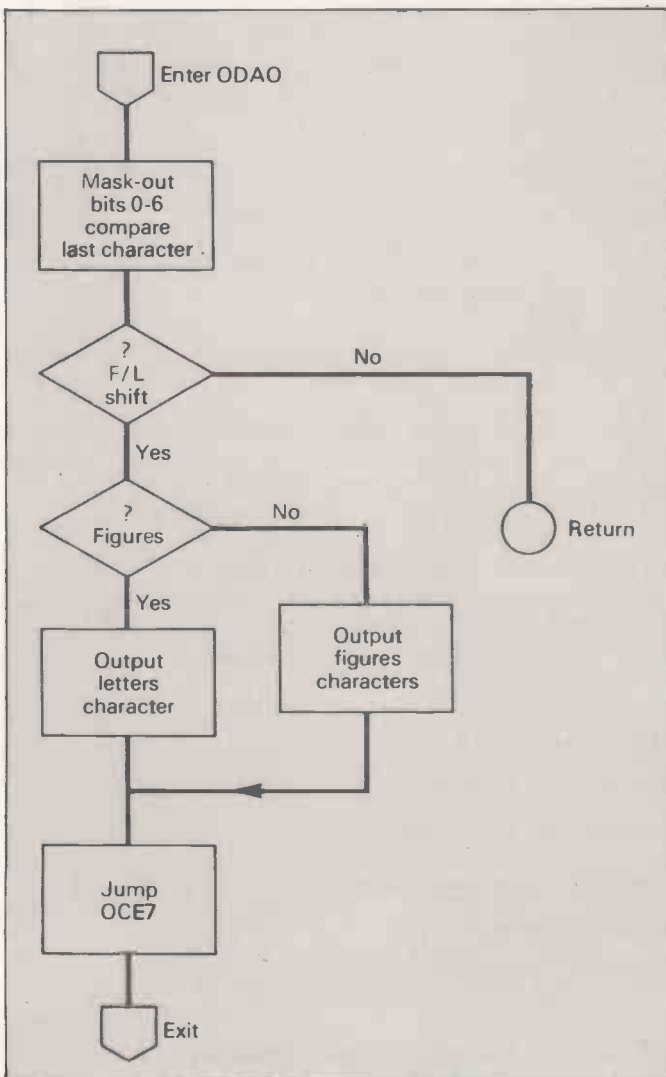 Enter ODAO
Mask-out
bits 0-6
compare
last character
?
F/L
shift
No
Yes
?
Figures
No
Return
Yes
Output
letters
character
Output
figures
characters
Jump
OCE7
Exit